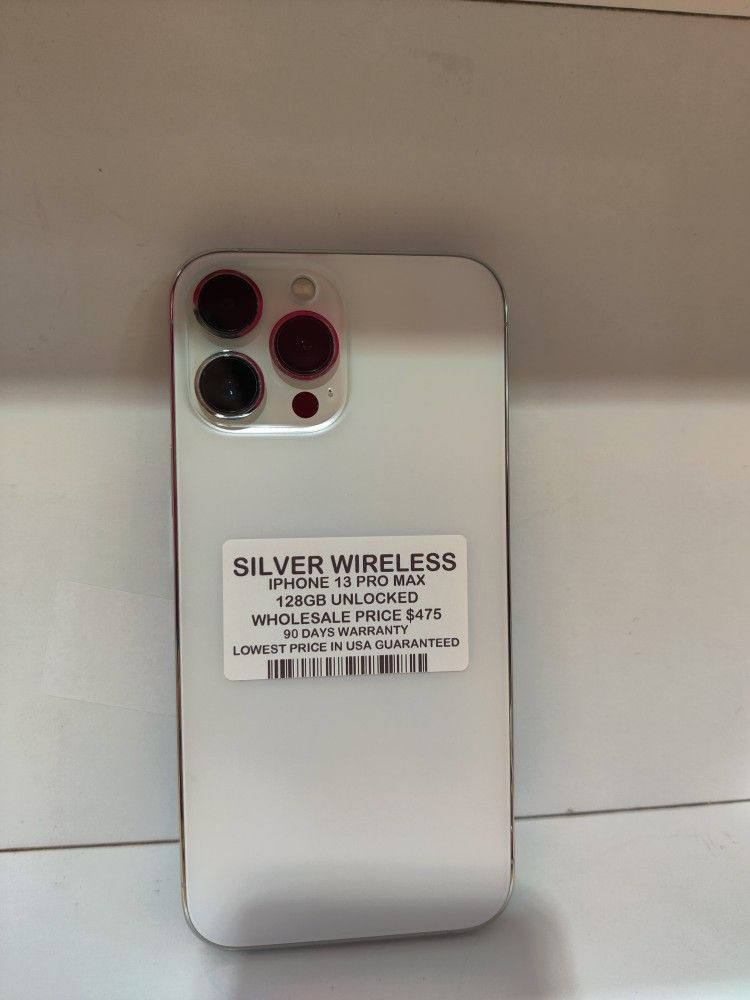 SILVER WIRELESS
IPHONE 13 PRO MAX
128GB UNLOCKED
WHOLESALE PRICE $475
90 DAYS WARRANTY
LOWEST PRICE IN USA GUARANTEED